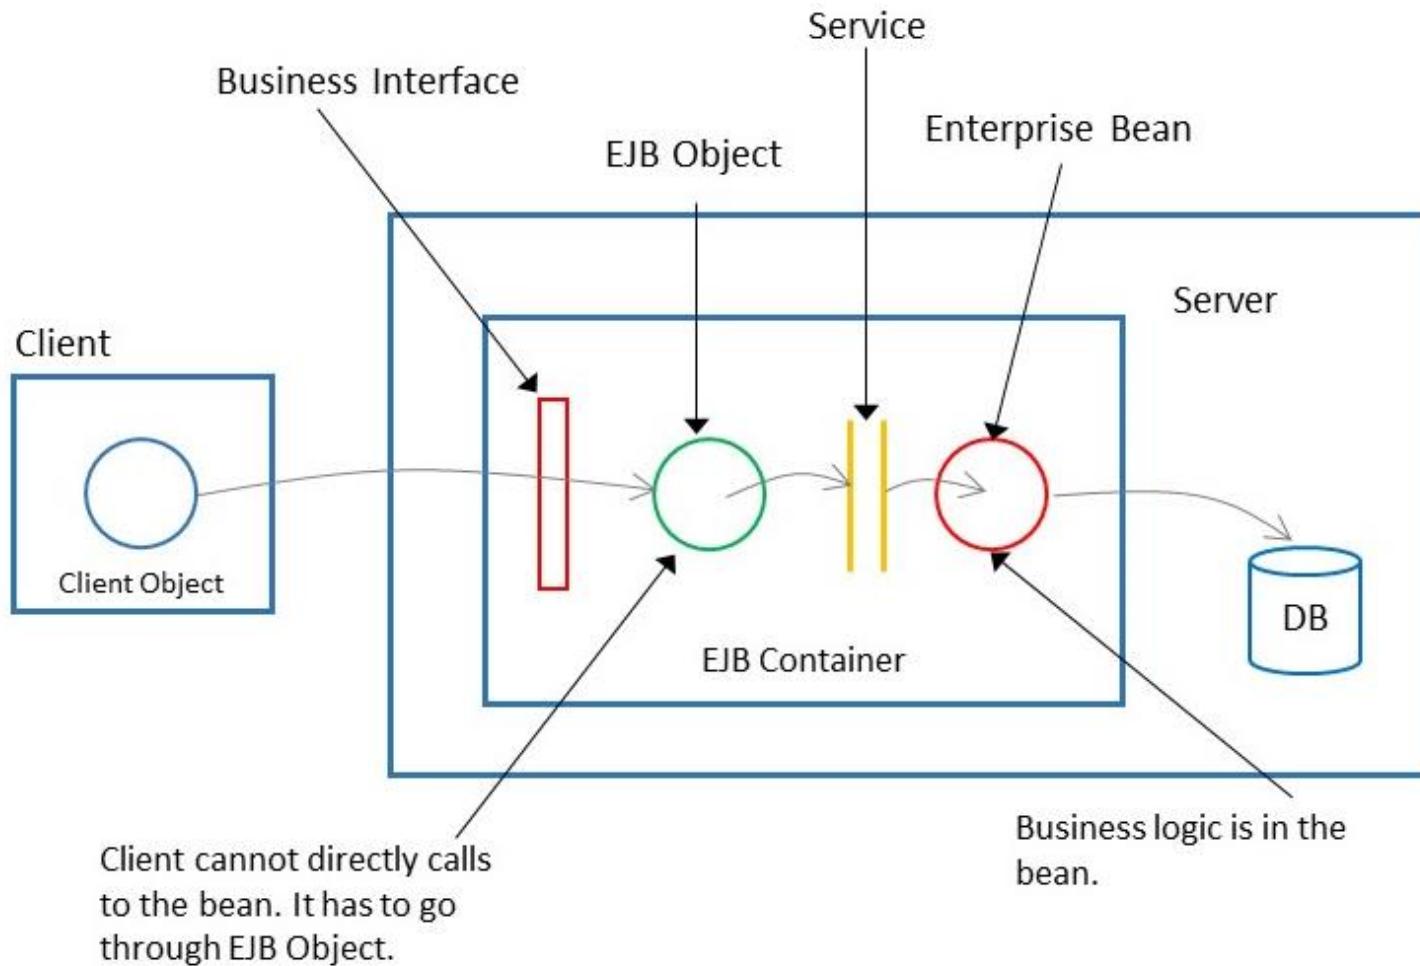 Service
Business Interface
Enterprise Bean
EJB Object
Server
Client
Client Object
EJB Container
DB
Business logic is in the
bean.
Client cannot directly calls
to the bean. It has to go
through EJB Object.